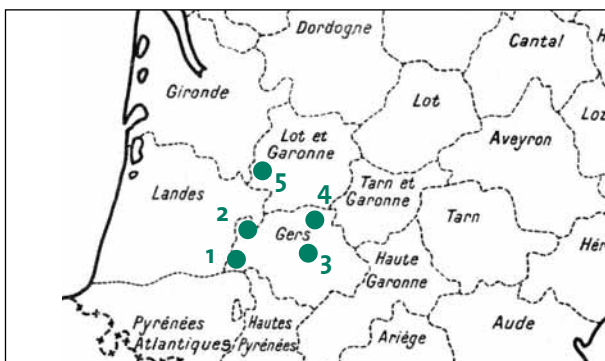 Dordogne
Cantal
H
Gironde
Lot
Loz
Lot et
Garonne
Aveyron
5
Landes
4
Tarn et
Garonne
2
Gers
Tarn
1
3
Hér
Haute
Garonne
Pyrénées
Atlantiques
Hautes
Pyrénées
Ariège
Aude